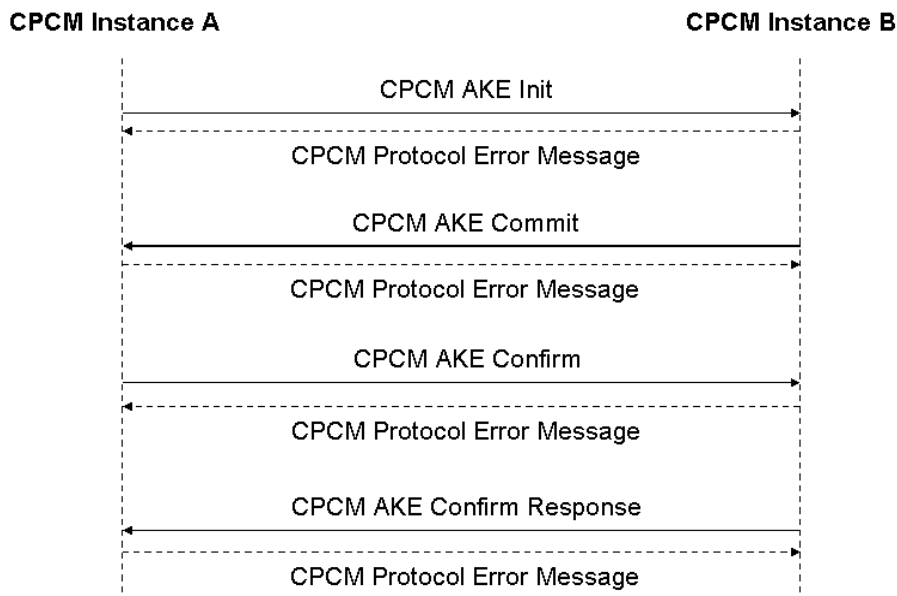 CPCM Instance A
CPCM Instance B
CPCM AKE Init
CPCM Protocol Error Message
CPCM AKE Commit
CPCM Protocol Error Message
CPCM AKE Confirm
CPCM Protocol Error Message
CPCM AKE Confirm Response
CPCM Protocol Error Message